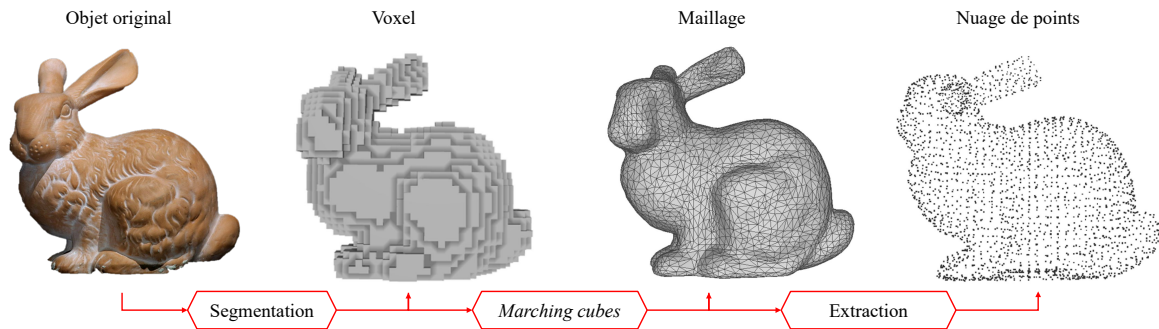 Objet original
Voxel
Maillage
Nuage de points
Segmentation
Marching cubes
Extraction